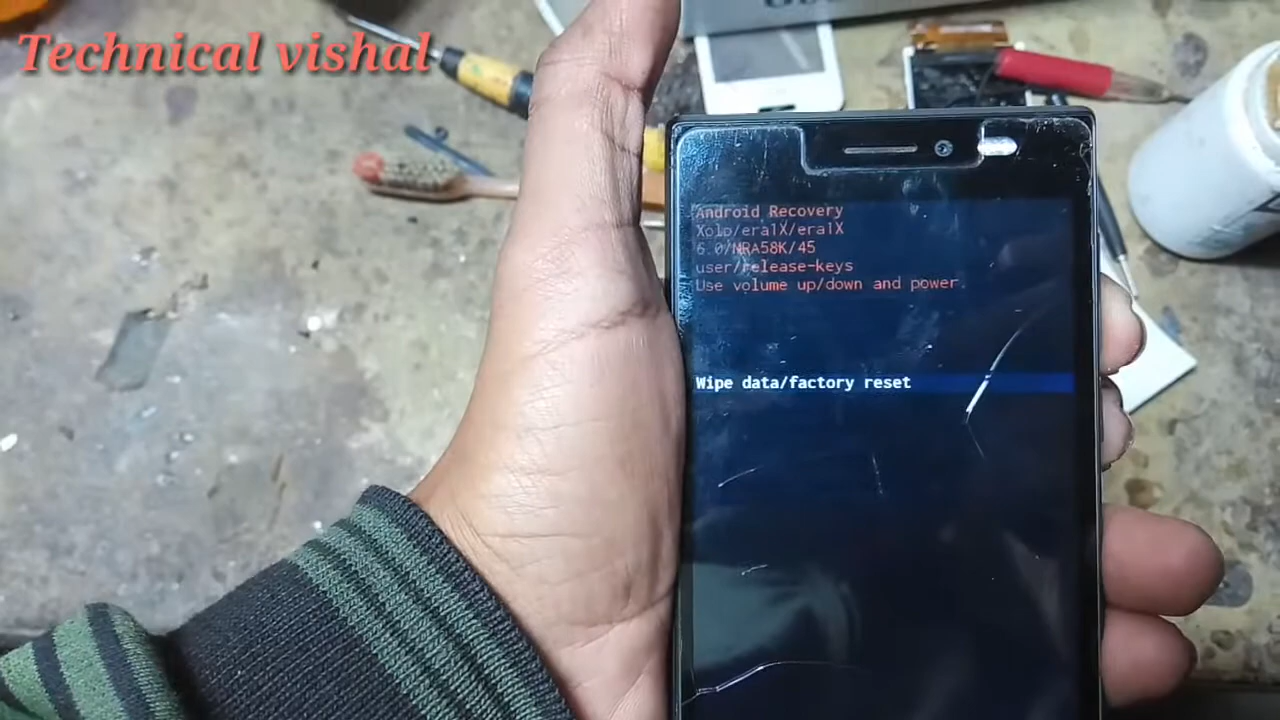 Technical vishal
Android Recovery
Xolo/era1X/era1X
6.0/MRA58K/45
user/release-keys
Use volume up/down and power.
Wipe data/factory reset